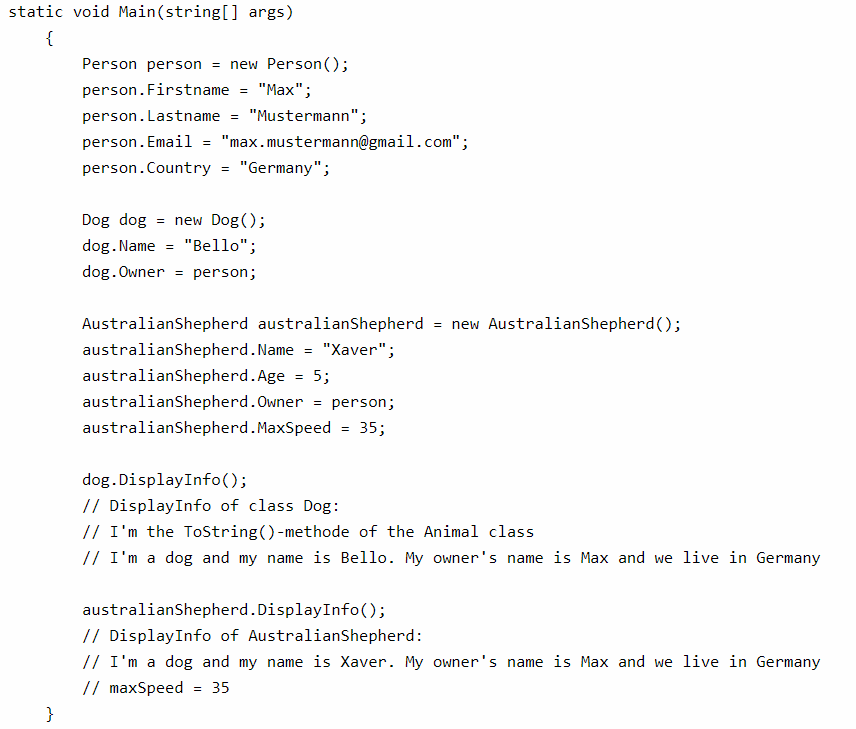 static void Main(string[] args)
    {
        Person person = new Person();
        person.Firstname = "Max";
        person.Lastname = "Mustermann";
        person.Email = "max.mustermann@gmail.com";
        person.Country = "Germany";

        Dog dog = new Dog();
        dog.Name = "Bello";
        dog.Owner = person;

        AustralianShepherd australianShepherd = new AustralianShepherd();
        australianShepherd.Name = "Xaver";
        australianShepherd.Age = 5;
        australianShepherd.Owner = person;
        australianShepherd.MaxSpeed = 35;

        dog.DisplayInfo();
        // DisplayInfo of class Dog:
        // I'm the ToString()-methode of the Animal class
        // I'm a dog and my name is Bello. My owner's name is Max and we live in Germany

        australianShepherd.DisplayInfo();
        // DisplayInfo of AustralianShepherd:
        // I'm a dog and my name is Xaver. My owner's name is Max and we live in Germany
        // maxSpeed = 35
    }